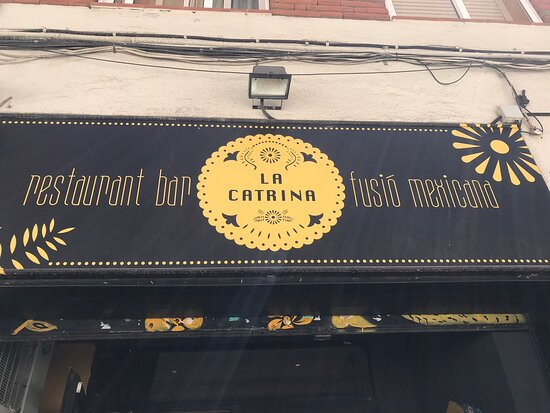 restaurant bar
LA
CATRINA
fusió mexicana